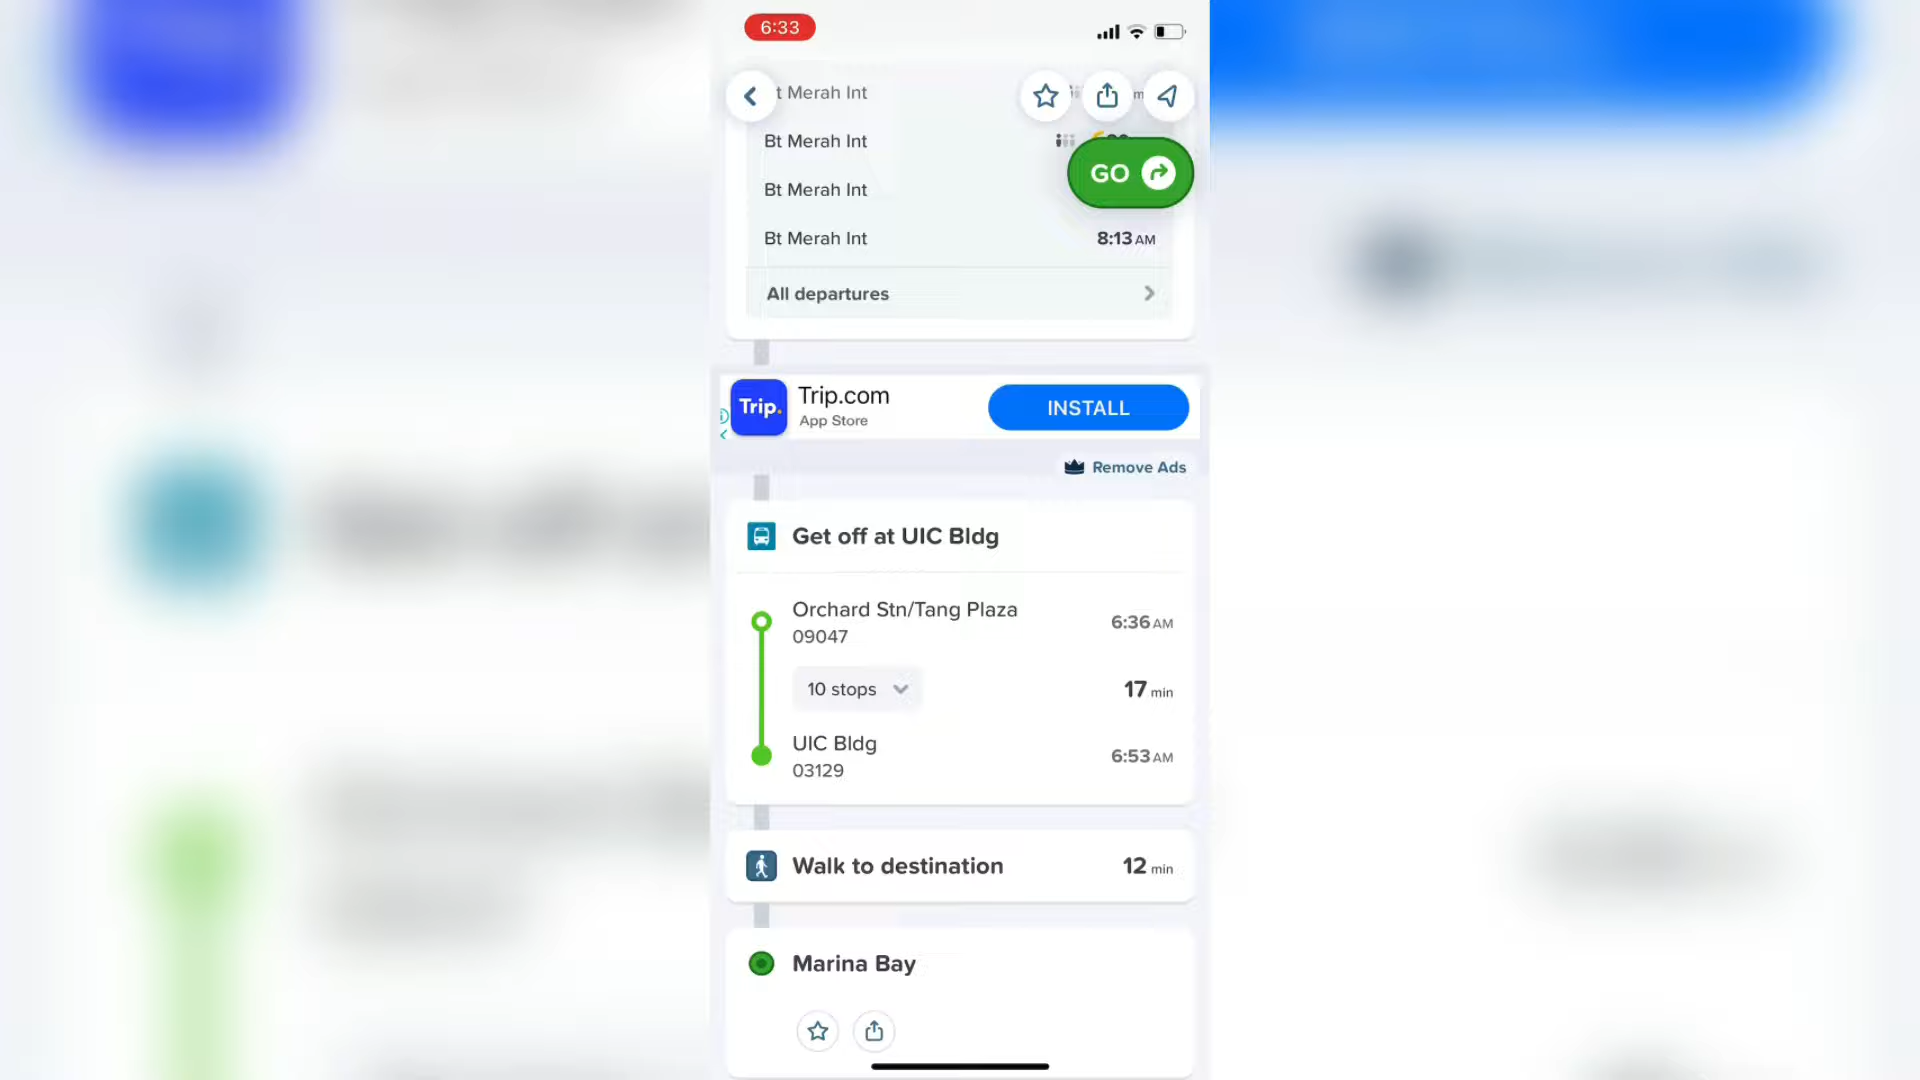 6:33
t Merah Int
Bt Merah Int
GO
Bt Merah Int
Bt Merah Int 8:13 AM
All departures
Trip.
Trip.com
App Store
INSTALL
Remove Ads
Get off at UIC Bldg
Orchard Stn/Tang Plaza
09047
6:36 AM
10 stops
17 min
UIC Bldg
03129
6:53 AM
Walk to destination 12 min
Marina Bay